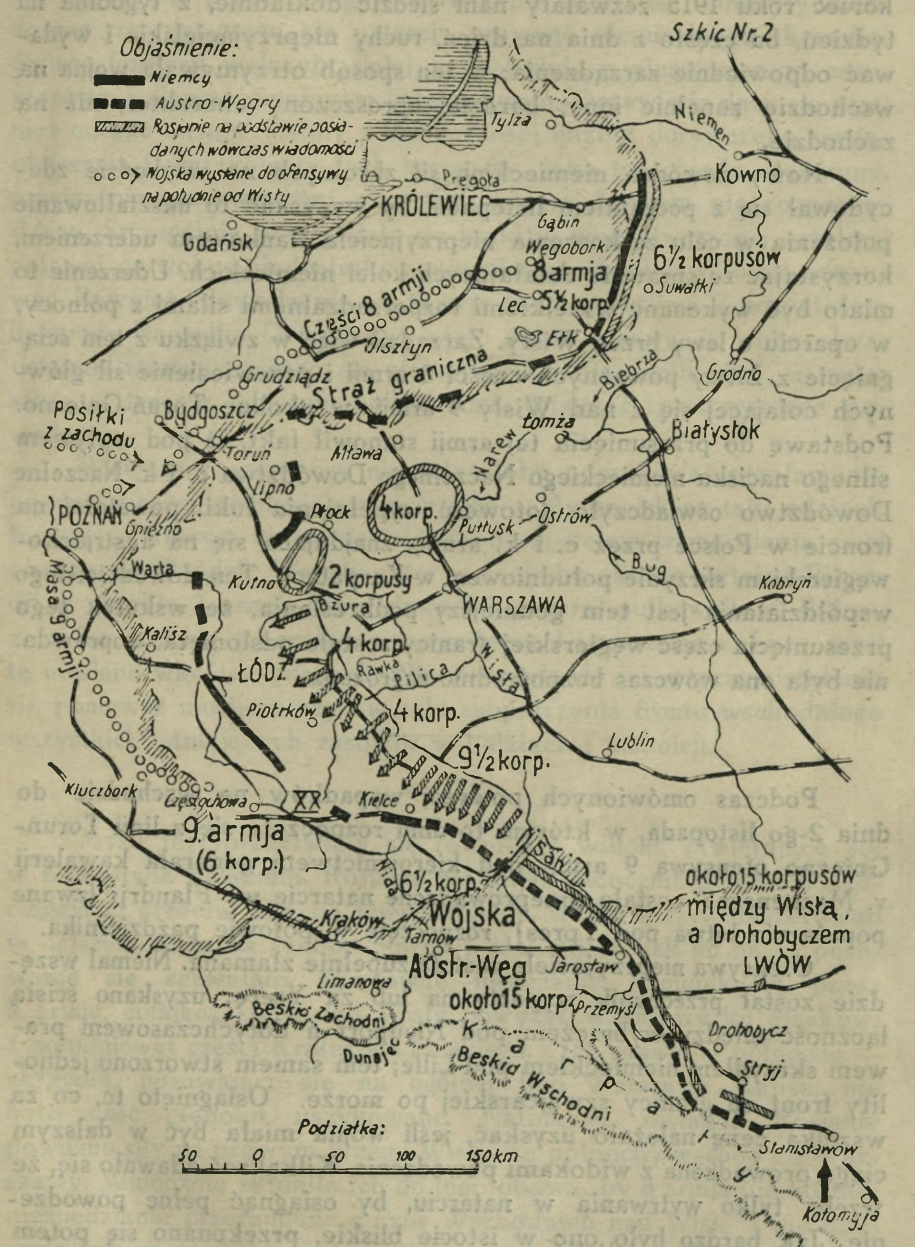 Szkic Nr. 2
Objaśnienie:
Niemcy
Austro-Węgry
Rosjanie na podstawie posia-
danych wówczas wiadomości
Wojska wysłane do ofensywy
na południe od Wisły
Tylża
Niemen
Kowno
Pregoła
KRÓLEWIEC
Gąbin
Gdańsk
Węgobork
8 armja
5½ korp.
6½ korpusów
Suwałki
Leć
Części 8 armji
Ełk
Olsztyn
Grudziądz
Straż graniczna
Biebrza
Grodno
Posiłki
z zachodu
Bydgoszcz
Toruń
Mława
Łomża
Narew
Białystok
Lipno
Płock
4 korp.
Pułtusk
Ostrów
POZNAŃ
Gniezno
Warta
Kutno
2 korpusy
Bzura
Bug
Kobryń
WARSZAWA
Masa 9 armji
Kalisz
4 korp.
ŁÓDŹ
Rawka
Pilica
Wisła
Piotrków
4 korp.
9½ korp.
Lublin
Kluczbork
Częstochowa
XX
Kielce
9. armja
(6 korp.)
San
Nida
6½ korp.
około 15 korpusów
między Wisłą,
a Drohobyczem
Wojska
Kraków
Tarnów
Aóstr.-Węg
około 15 korp.
Jarosław
LWÓW
Limanowa
Beskid Zachodni
Przemyśl
Dunajec
Karpaty
Beskid Wschodni
Drohobycz
Stryj
Podziałka:
50 0 50 100 150 km
Stanisławów
Kołomyja